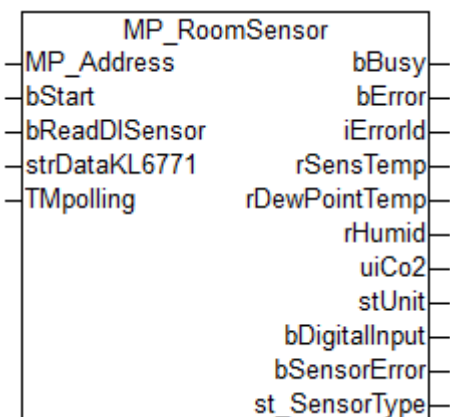 MP_RoomSensor
MP_Address bBusy
bStart bError
bReadDISensor iErrorId
strDataKL6771 rSensTemp
TMpolling rDewPointTemp
rHumid
uiCo2
stUnit
bDigitalInput
bSensorError
st_SensorType